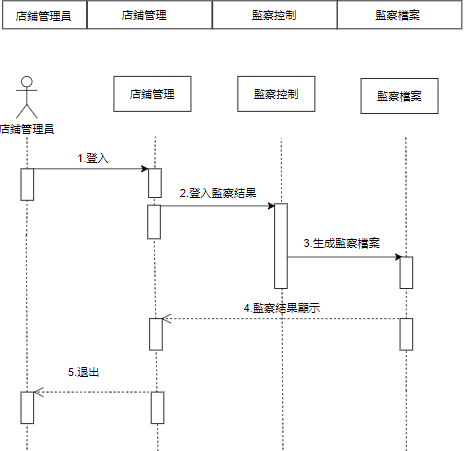 店鋪管理員 店鋪管理 監察控制 監察檔案
店鋪管理 監察控制 監察檔案
店鋪管理員
1.登入
2.登入監察結果
3.生成監察檔案
4.監察結果顯示
5.退出